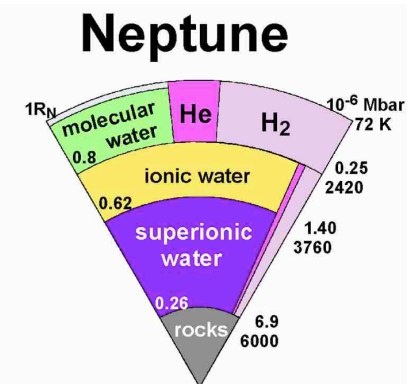 Neptune
1R_N
molecular
water
He
H₂
10⁻⁶ Mbar
72 K
0.8
0.25
2420
ionic water
0.62
1.40
3760
superionic
water
0.26
rocks
6.9
6000